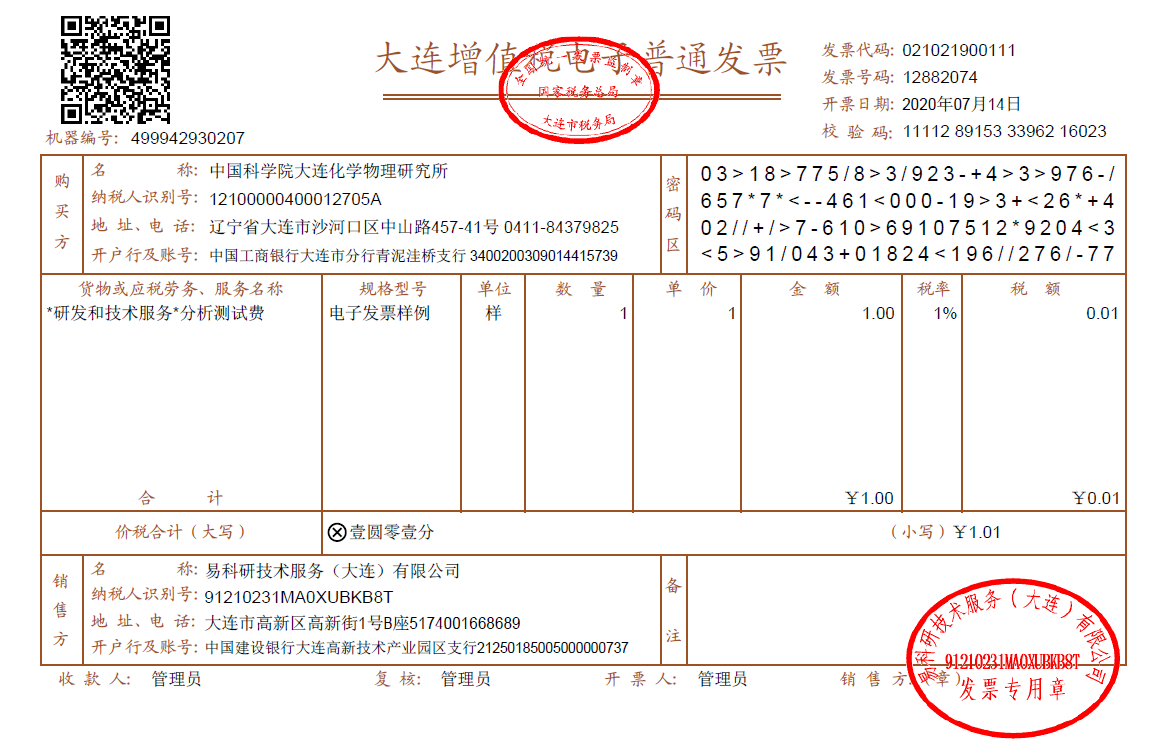 大连增值税电子普通发票
全国统一发票监制章
国家税务总局
大连市税务局
发票代码: 021021900111
发票号码: 12882074
开票日期: 2020年07月14日
校 验 码: 11112 89153 33962 16023
机器编号: 499942930207
购买方
名 称: 中国科学院大连化学物理研究所
纳税人识别号: 12100000400012705A
地 址、电 话: 辽宁省大连市沙河口区中山路457-41号 0411-84379825
开户行及账号: 中国工商银行大连市分行青泥洼桥支行 3400200309014415739
密码区
03>18>775/8>3/923-+4>3>976-/
657*7*<--461<000-19>3+<26*+4
02//+/>7-610>69107512*9204<3
<5>91/043+01824<196//276/-77
货物或应税劳务、服务名称 规格型号 单位 数 量 单 价 金 额 税率 税 额
*研发和技术服务*分析测试费 电子发票样例 样 1 1 1.00 1% 0.01
合 计 ¥1.00 ¥0.01
价税合计（大写） ⊗壹圆零壹分 （小写）¥1.01
销售方
名 称: 易科研技术服务（大连）有限公司
纳税人识别号: 91210231MA0XUBKB8T
地 址、电 话: 大连市高新区高新街1号B座5174001668689
开户行及账号: 中国建设银行大连高新技术产业园区支行21250185005000000737
备注
收 款 人: 管理员 复 核: 管理员 开 票 人: 管理员 销 售 方:（章）
易科研技术服务（大连）有限公司
91210231MA0XUBKB8T
发票专用章